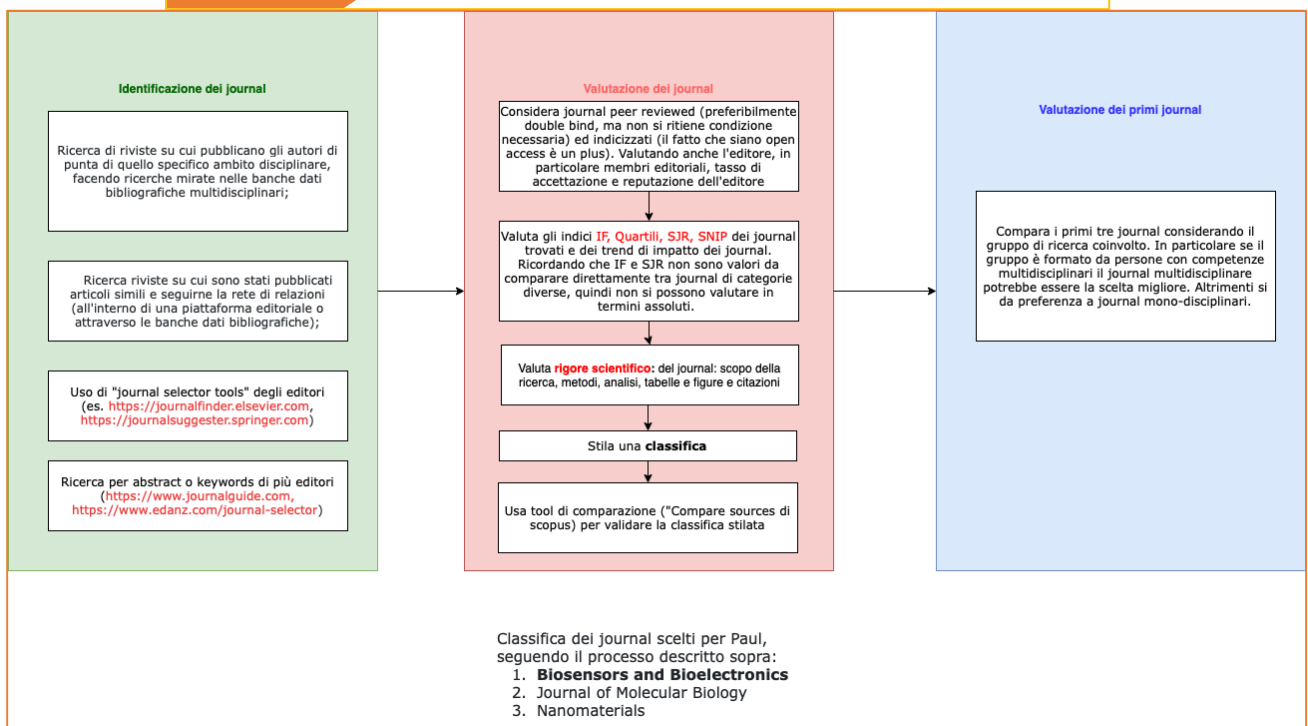 Identificazione dei journal
Ricerca di riviste su cui pubblicano gli autori di
punta di quello specifico ambito disciplinare,
facendo ricerche mirate nelle banche dati
bibliografiche multidisciplinari;
Ricerca riviste su cui sono stati pubblicati
articoli simili e seguirne la rete di relazioni
(all'interno di una piattaforma editoriale o
attraverso le banche dati bibliografiche);
Uso di "journal selector tools" degli editori
(es. https://journalfinder.elsevier.com,
https://journalsuggester.springer.com)
Ricerca per abstract o keywords di più editori
(https://www.journalguide.com,
https://www.edanz.com/journal-selector)
Valutazione dei journal
Considera journal peer reviewed (preferibilmente
double bind, ma non si ritiene condizione
necessaria) ed indicizzati (il fatto che siano open
access è un plus). Valutando anche l'editore, in
particolare membri editoriali, tasso di
accettazione e reputazione dell'editore
Valuta gli indici IF, Quartili, SJR, SNIP dei journal
trovati e dei trend di impatto dei journal.
Ricordando che IF e SJR non sono valori da
comparare direttamente tra journal di categorie
diverse, quindi non si possono valutare in
termini assoluti.
Valuta rigore scientifico: del journal: scopo della
ricerca, metodi, analisi, tabelle e figure e citazioni
Stila una classifica
Usa tool di comparazione ("Compare sources di
scopus) per validare la classifica stilata
Valutazione dei primi journal
Compara i primi tre journal considerando il
gruppo di ricerca coinvolto. In particolare se il
gruppo è formato da persone con competenze
multidisciplinari il journal multidisciplinare
potrebbe essere la scelta migliore. Altrimenti si
da preferenza a journal mono-disciplinari.
Classifica dei journal scelti per Paul,
seguendo il processo descritto sopra:
1. Biosensors and Bioelectronics
2. Journal of Molecular Biology
3. Nanomaterials